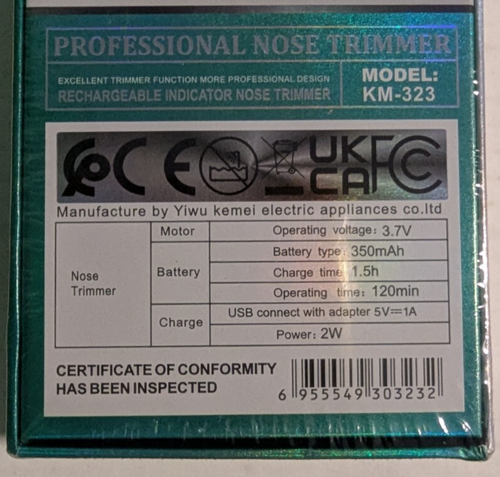 PROFESSIONAL NOSE TRIMMER
EXCELLENT TRIMMER FUNCTION MORE PROFESSIONAL DESIGN
RECHARGEABLE INDICATOR NOSE TRIMMER
MODEL:
KM-323
CE UKCA FC
Manufacture by Yiwu kemei electric appliances co.ltd
Nose
Trimmer
Motor
Operating voltage: 3.7V
Battery
Battery type: 350mAh
Charge time 1.5h
Operating time: 120min
Charge
USB connect with adapter 5V⎓1A
Power: 2W
CERTIFICATE OF CONFORMITY
HAS BEEN INSPECTED
6 955549 303232